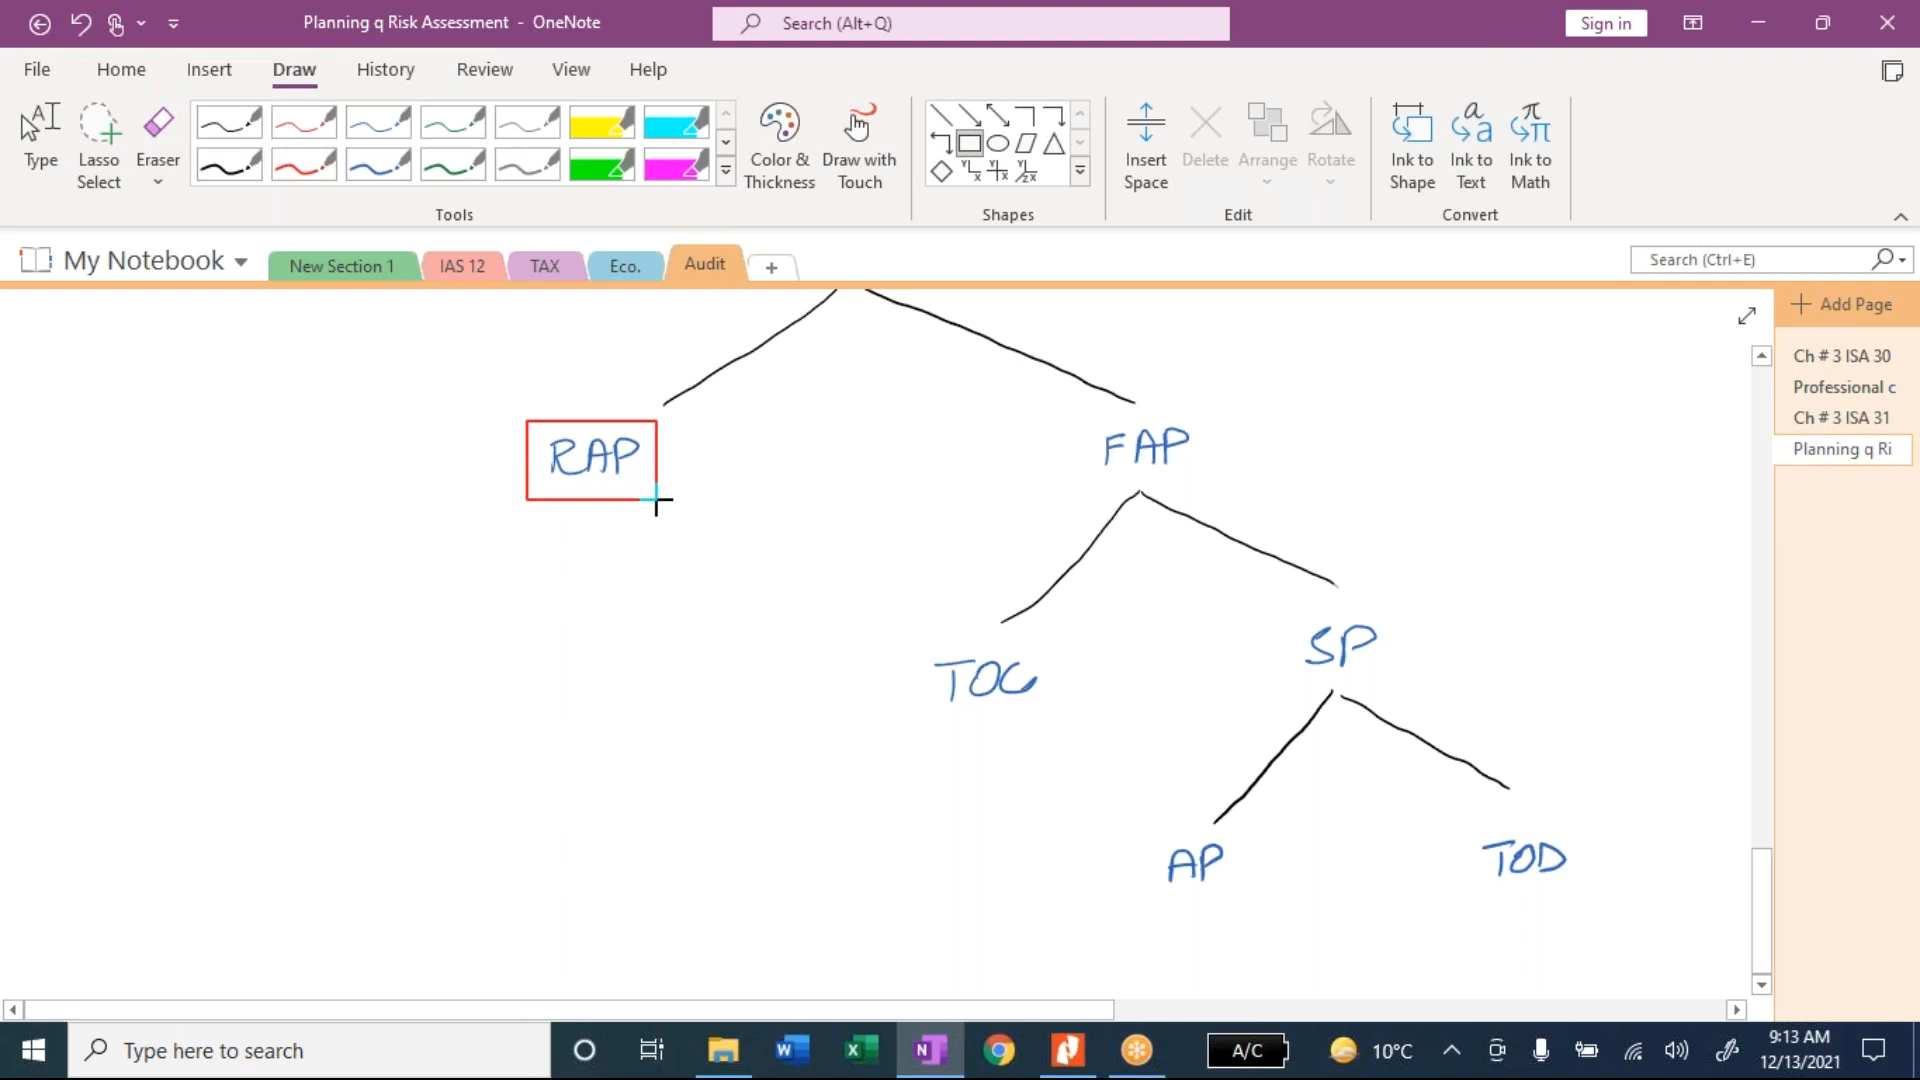 Planning q Risk Assessment - OneNote
Search (Alt+Q)
Sign in
File Home Insert Draw History Review View Help
Type
Lasso Select
Eraser
Color & Thickness
Draw with Touch
Insert Space
Delete
Arrange
Rotate
Ink to Shape
Ink to Text
Ink to Math
Tools
Shapes
Edit
Convert
My Notebook
New Section 1
IAS 12
TAX
Eco.
Audit
Search (Ctrl+E)
Add Page
Ch # 3 ISA 30
Professional c
Ch # 3 ISA 31
Planning q Ri
RAP
FAP
TOC
SP
AP
TOD
Type here to search
A/C
10°C
9:13 AM
12/13/2021